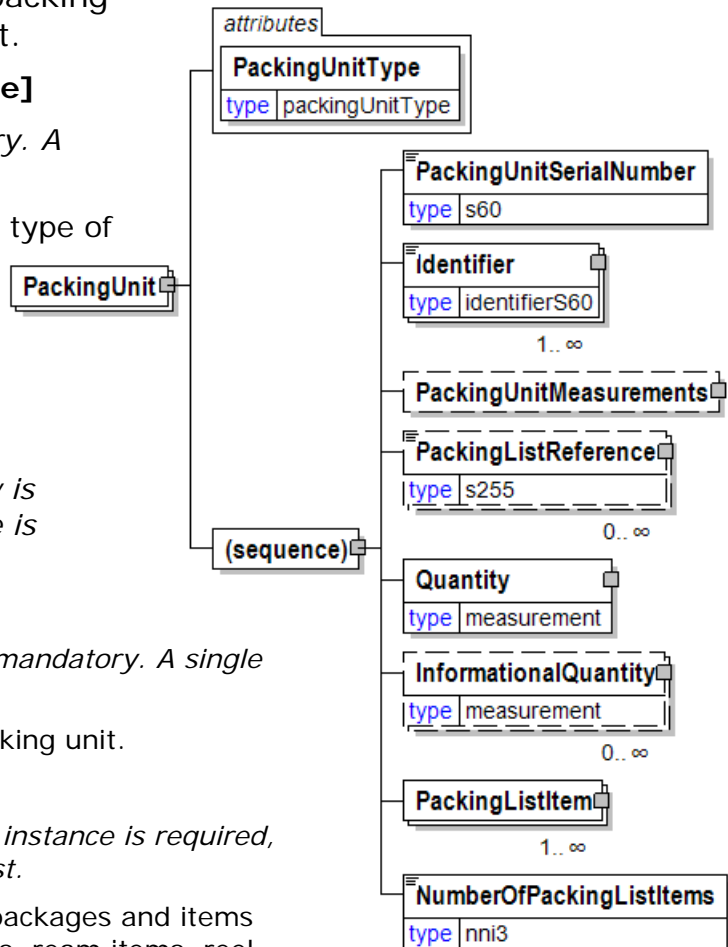 packing
t.
e]
ry. A
type of
y is
e is
mandatory. A single
king unit.
instance is required,
st.
packages and items
attributes
PackingUnitType
type packingUnitType
PackingUnit
(sequence)
PackingUnitSerialNumber
type s60
Identifier
type identifierS60
1.. ∞
PackingUnitMeasurements
PackingListReference
type s255
0.. ∞
Quantity
type measurement
InformationalQuantity
type measurement
0.. ∞
PackingListItem
1.. ∞
NumberOfPackingListItems
type nni3